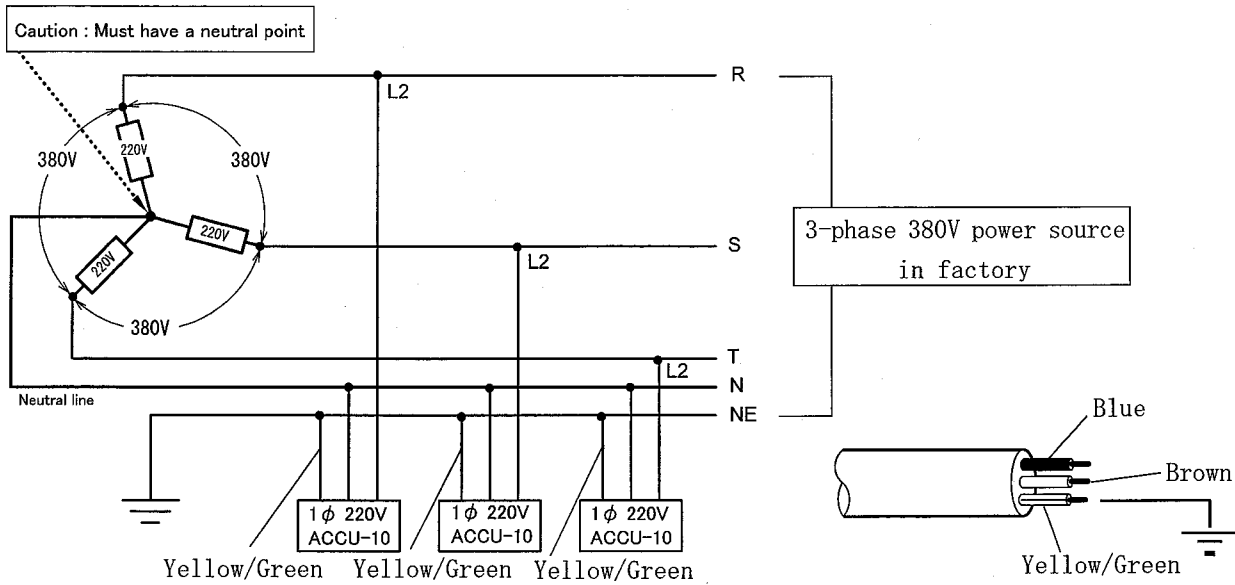 Caution : Must have a neutral point
R
L2
220V
380V
380V
220V
S
L2
220V
380V
3-phase 380V power source
in factory
T
L2
N
Neutral line
NE
Blue
Brown
Yellow/Green
1φ 220V
ACCU-10
1φ 220V
ACCU-10
1φ 220V
ACCU-10
Yellow/Green
Yellow/Green
Yellow/Green